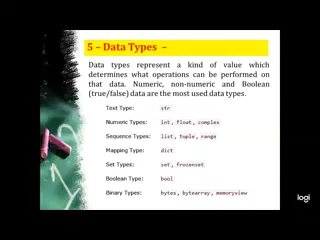 5 – Data Types –
Data types represent a kind of value which
determines what operations can be performed on
that data. Numeric, non-numeric and Boolean
(true/false) data are the most used data types.
Text Type: str
Numeric Types: int, float, complex
Sequence Types: list, tuple, range
Mapping Type: dict
Set Types: set, frozenset
Boolean Type: bool
Binary Types: bytes, bytearray, memoryview
logi